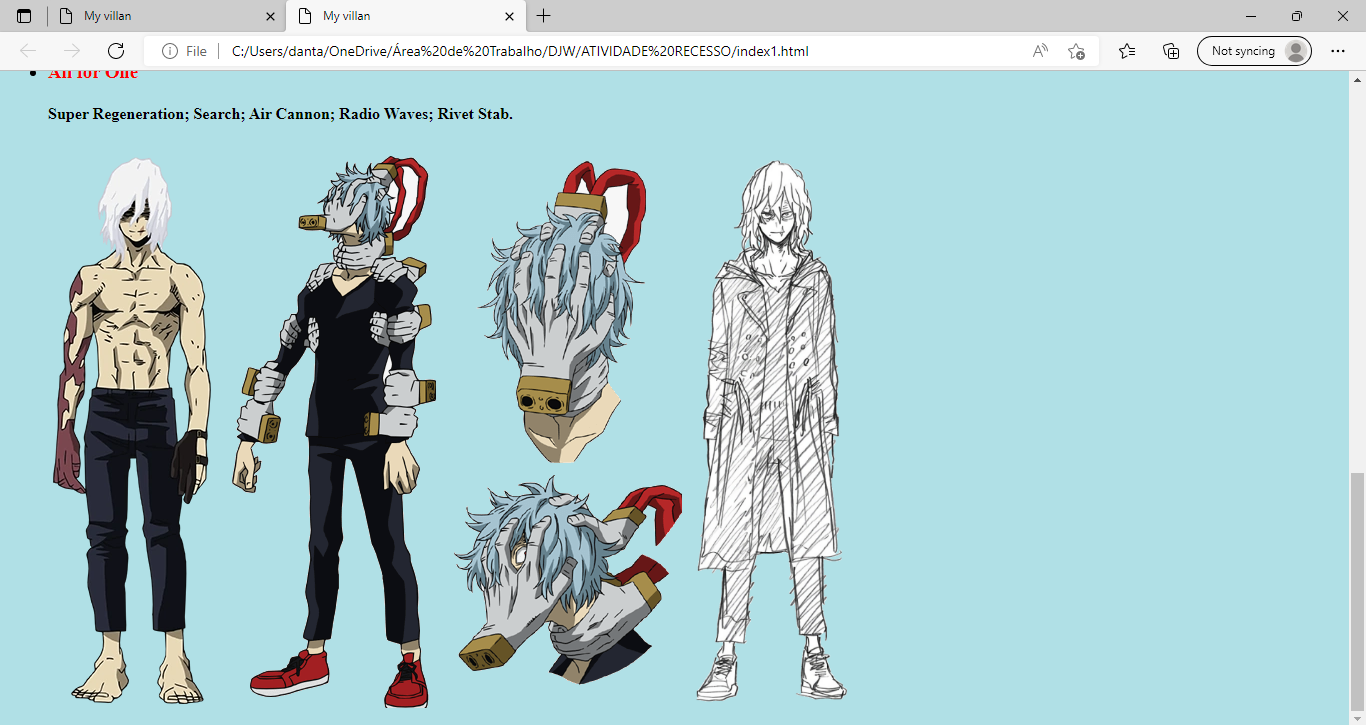 My villan
My villan
File
C:/Users/danta/OneDrive/Área%20de%20Trabalho/DJW/ATIVIDADE%20RECESSO/index1.html
Not syncing
All for One
Super Regeneration; Search; Air Cannon; Radio Waves; Rivet Stab.